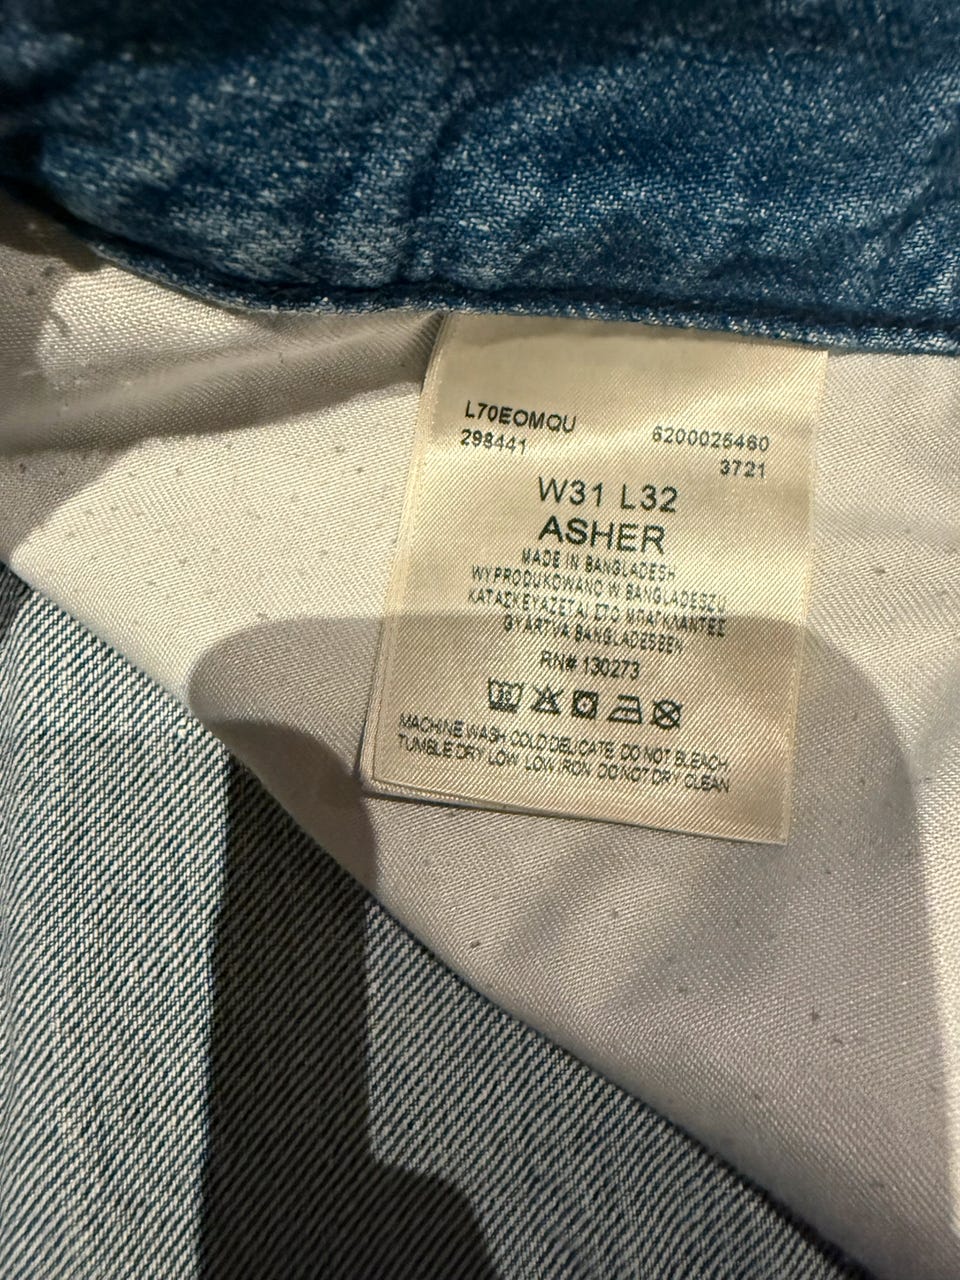 L70EOMQU
298441
6200025460
3721
W31 L32
ASHER
MADE IN BANGLADESH
WYPRODUKOWANO W BANGLADESZU
ΚΑΤΑΣΚΕΥΑΖΕΤΑΙ ΣΤΟ ΜΠΑΓΚΛΑΝΤΕΣ
GYÁRTVA BANGLADESBEN
RN# 130273
MACHINE WASH COLD DELICATE DO NOT BLEACH
TUMBLE DRY LOW LOW IRON DO NOT DRY CLEAN